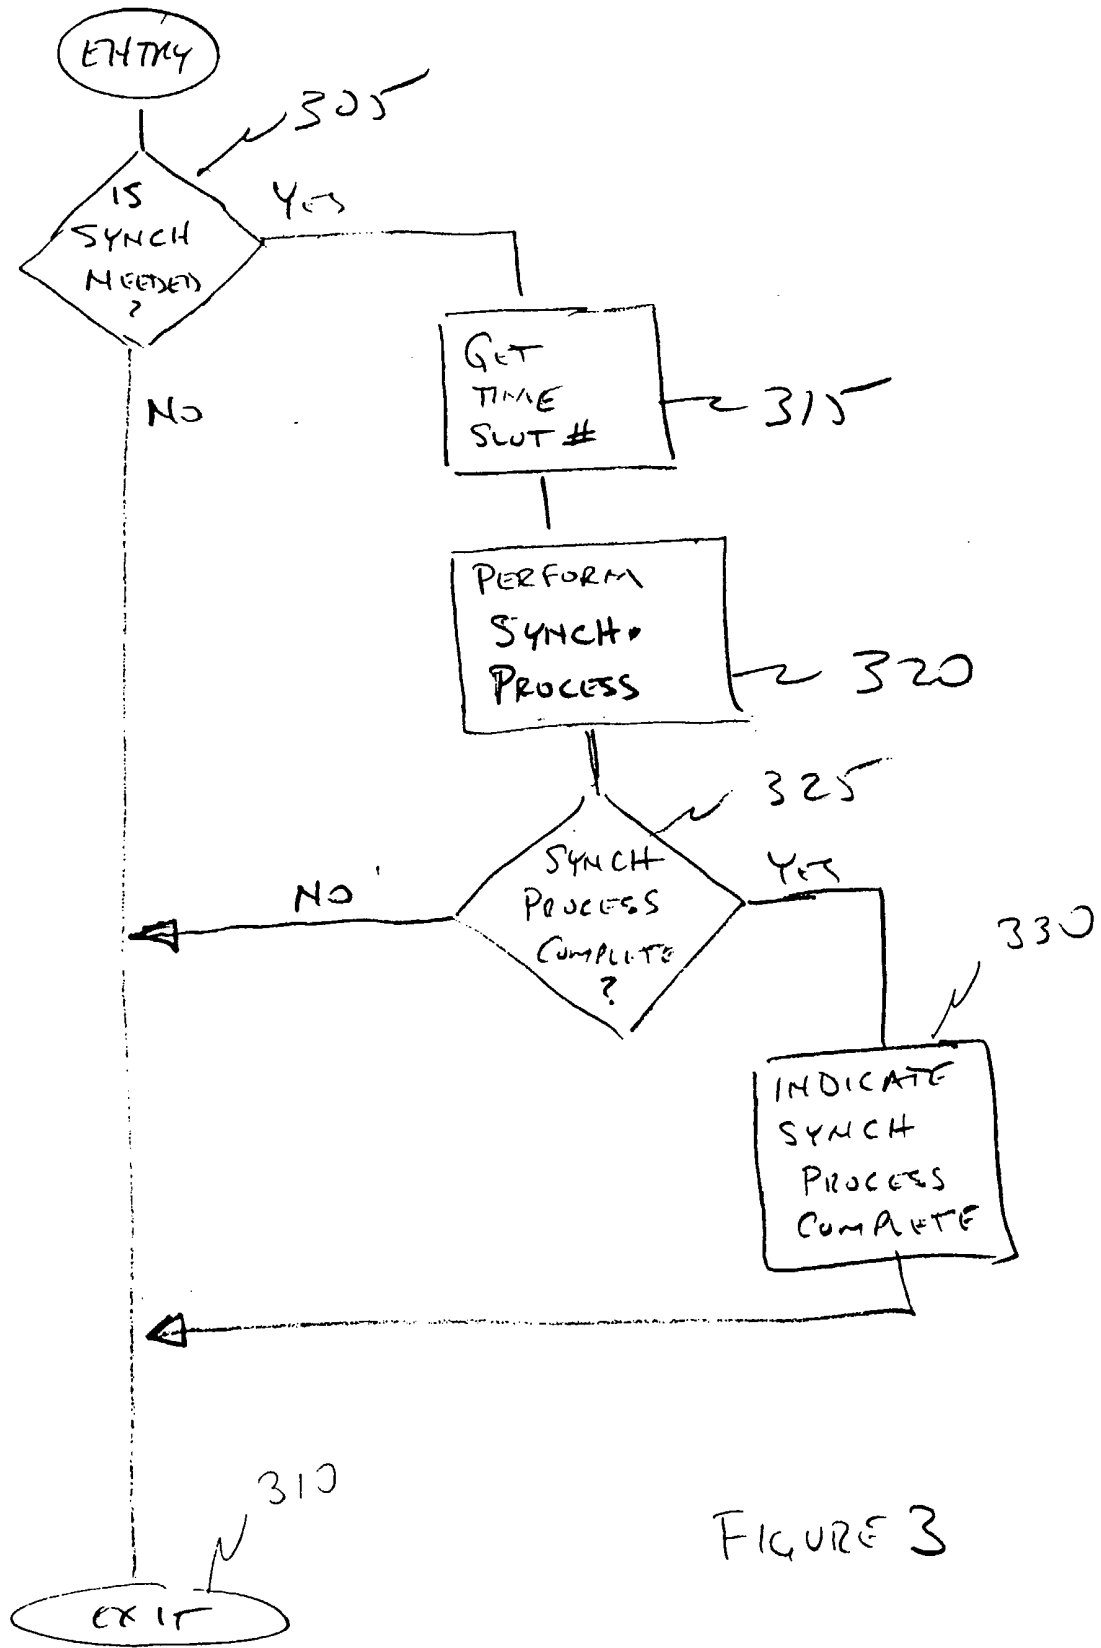 ENTRY
305
IS
SYNCH
NEEDED
?
YES
NO
GET
TIME
SLOT #
315
PERFORM
SYNCH.
PROCESS
320
325
SYNCH
PROCESS
COMPLETE
?
NO
YES
330
INDICATE
SYNCH
PROCESS
COMPLETE
310
EXIT
FIGURE 3